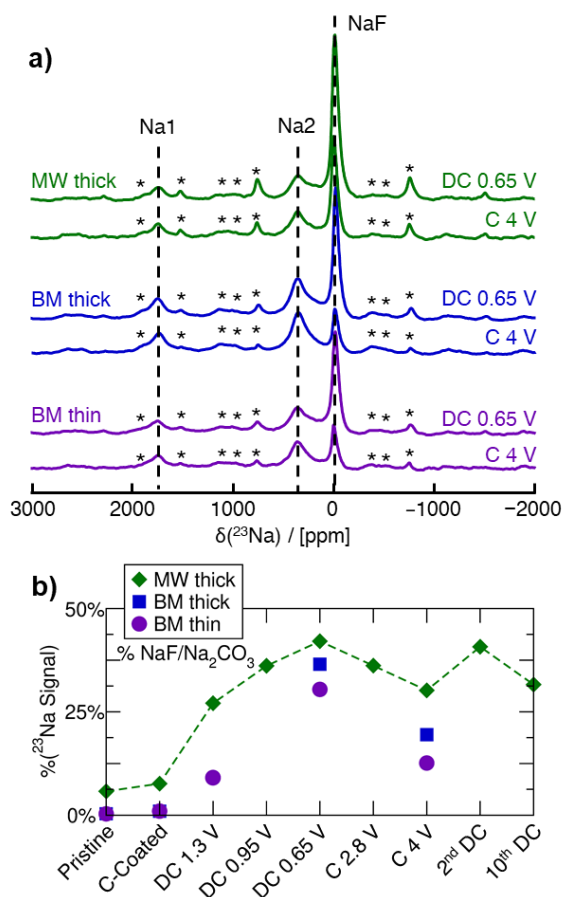 a)
NaF
Na1
Na2
* * * * * * * *
MW thick
DC 0.65 V
* * * * * * * *
C 4 V
* * * * * * * *
BM thick
DC 0.65 V
* * * * * * * *
C 4 V
* * * * * * * *
BM thin
DC 0.65 V
* * * * * * * *
C 4 V
3000 2000 1000 0 −1000 −2000
δ(²³Na) / [ppm]
b)
MW thick
BM thick
BM thin
% NaF/Na₂CO₃
50%
25%
0%
%(²³Na Signal)
Pristine
C-Coated
DC 1.3 V
DC 0.95 V
DC 0.65 V
C 2.8 V
C 4 V
2ⁿᵈ DC
10ᵗʰ DC